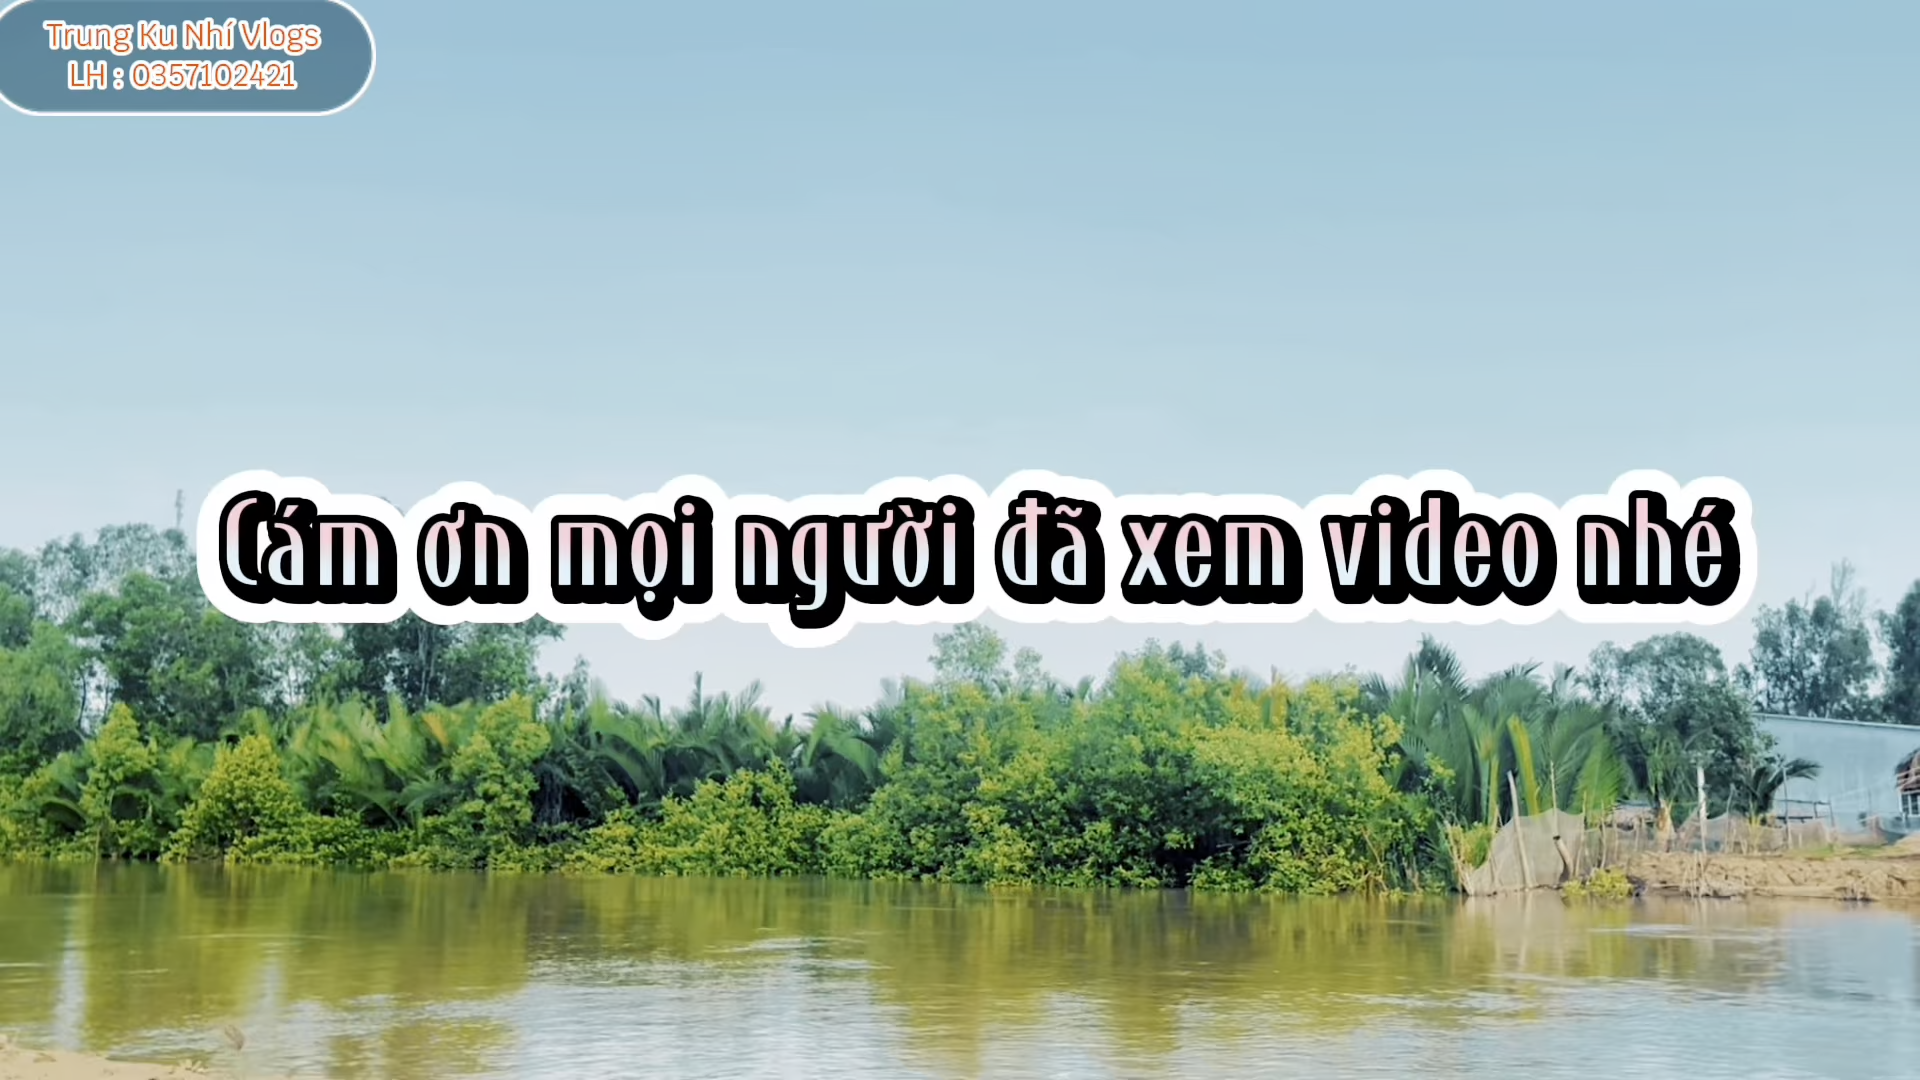 Trung Ku Nhí Vlogs
LH : 0357102421
Cám ơn mọi người đã xem video nhé